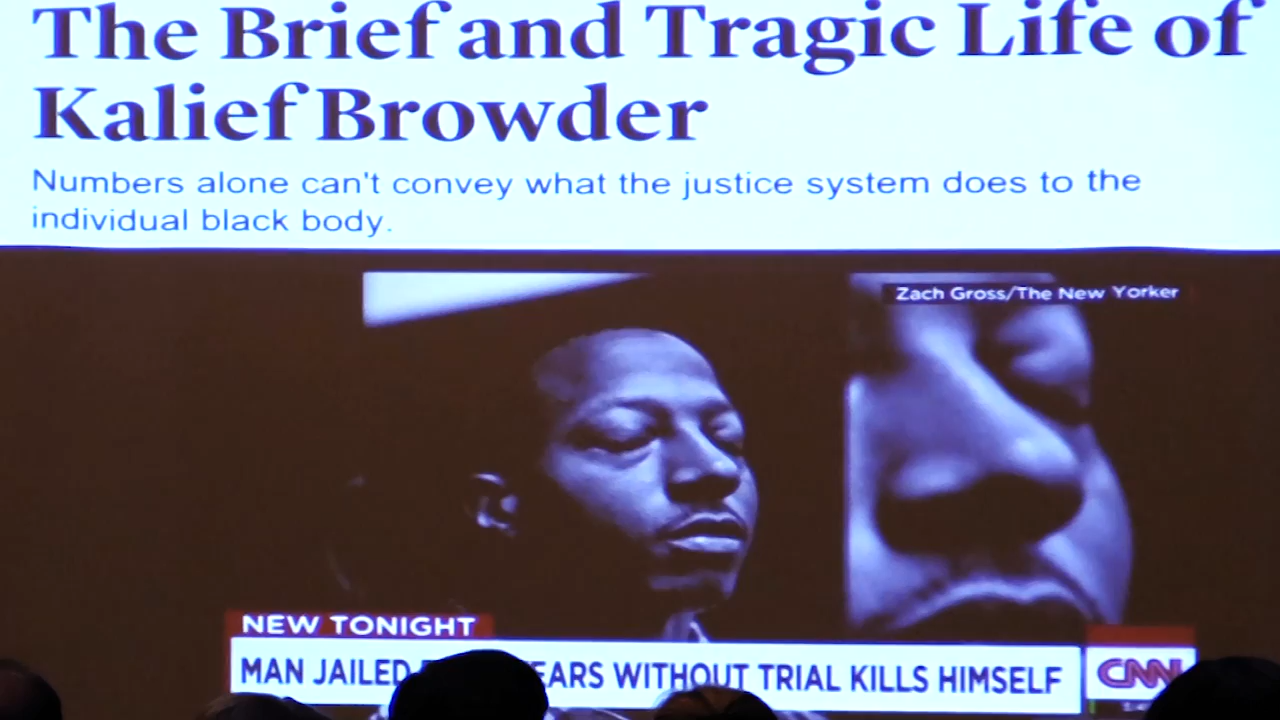 The Brief and Tragic Life of
Kalief Browder
Numbers alone can't convey what the justice system does to the
individual black body.
Zach Gross/The New Yorker
NEW TONIGHT
MAN JAILED EARS WITHOUT TRIAL KILLS HIMSELF
CNN